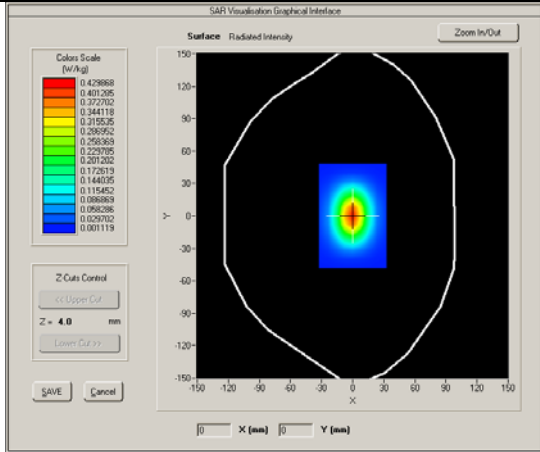 SAR Visualisation Graphical Interface
Surface Radiated Intensity
Zoom In/Out
Colors Scale
(W/kg)
0.429868
0.401285
0.372702
0.344118
0.315535
0.286952
0.258369
0.229785
0.201202
0.172619
0.144035
0.115452
0.086869
0.058286
0.029702
0.001119
Z-Cuts Control
<< Upper Cut
Z = 4.0 mm
Lower Cut >>
SAVE Cancel
150
120
90
60
30
0
-30
-60
-90
-120
-150
Y
-150 -120 -90 -60 -30 0 30 60 90 120 150
X
0 X (mm) 0 Y (mm)